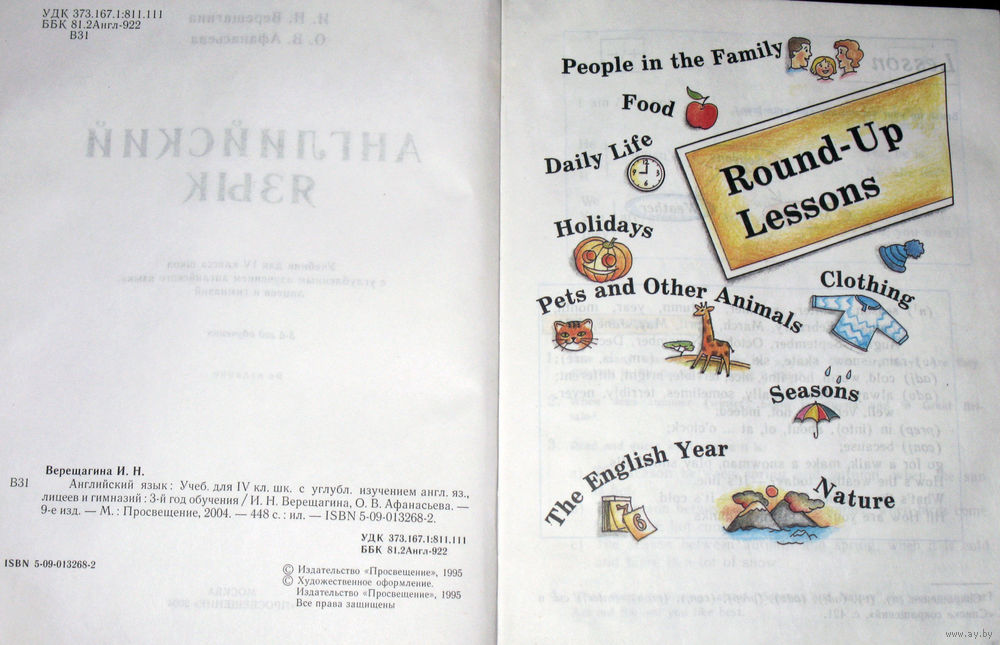 УДК 373.167.1:811.111
ББК 81.2Англ-922
В31
Верещагина И. Н.
В31 Английский язык: Учеб. для IV кл. шк. с углубл. изучением англ. яз.,
лицеев и гимназий : 3-й год обучения / И. Н. Верещагина, О. В. Афанасьева. —
9-е изд. — М. : Просвещение, 2004. — 448 с. : ил. — ISBN 5-09-013268-2.
УДК 373.167.1:811.111
ББК 81.2Англ-922
ISBN 5-09-013268-2
© Издательство «Просвещение», 1995
© Художественное оформление.
Издательство «Просвещение», 1995
Все права защищены
People in the Family
Food
Daily Life
Round-Up
Lessons
Holidays
Clothing
Pets and Other Animals
Seasons
The English Year
7 6
Nature
www.ay.by